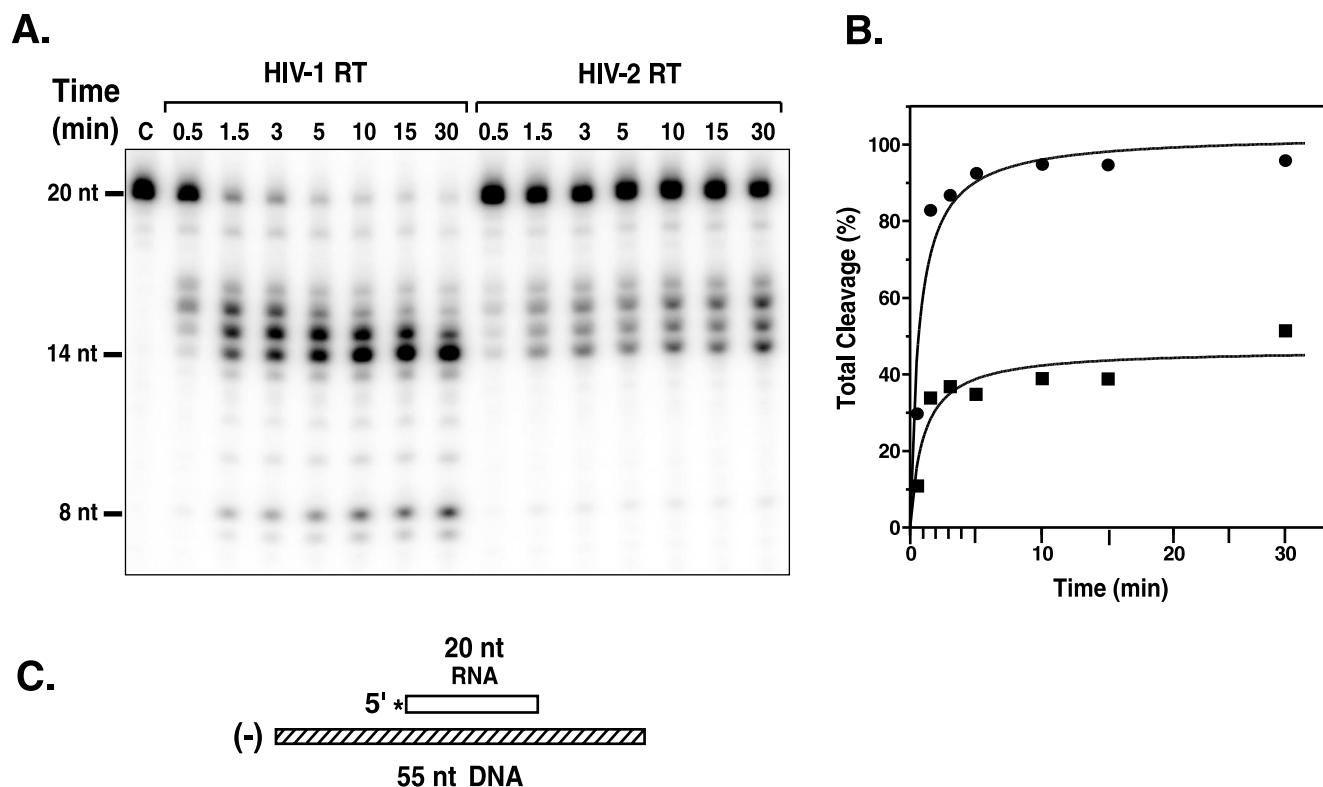 A.
HIV-1 RT
HIV-2 RT
Time
(min)
C 0.5 1.5 3 5 10 15 30 0.5 1.5 3 5 10 15 30
20 nt
14 nt
8 nt
B.
Total Cleavage (%)
100
80
60
40
20
0
0 10 20 30
Time (min)
C.
20 nt
RNA
5' *
(-)
55 nt DNA